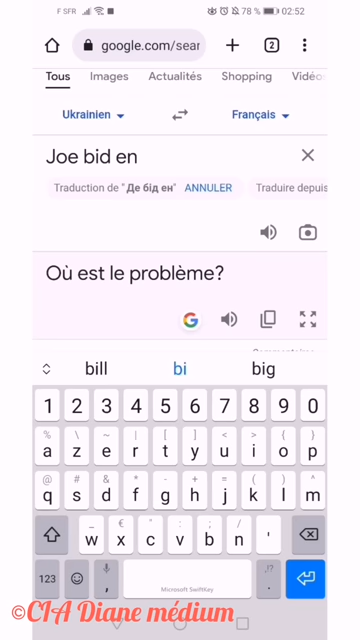 F SFR 78 % 02:52
google.com/sear 2
Tous Images Actualités Shopping Vidéos
Ukrainien Français
Joe bid en
Traduction de " Де бід ен" ANNULER Traduire depuis
Où est le problème?
bill bi big
1 2 3 4 5 6 7 8 9 0
% \ ~ | [ ] < > { }
a z e r t y u i o p
@ # & * - + = ( ) ^
q s d f g h j k l m
_ € " : ; / 
w x c v b n '
123 , ,!? .
Microsoft SwiftKey
©CIA Diane médium